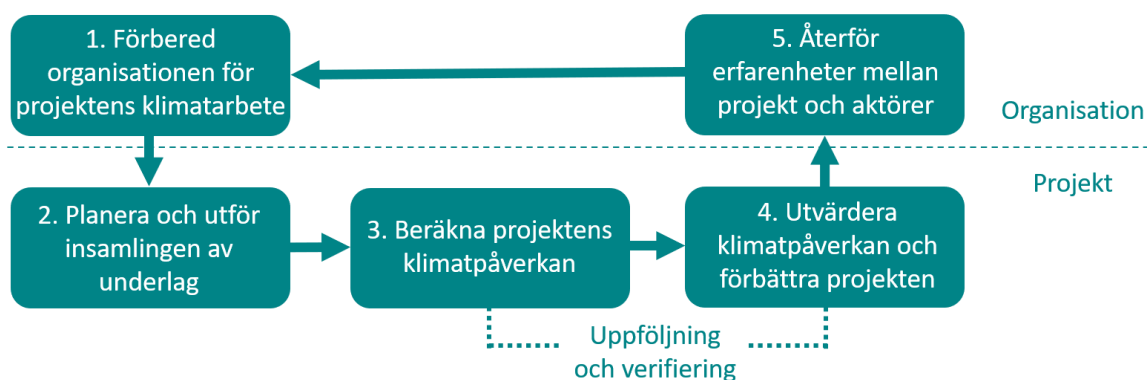 1. Förbered
organisationen för
projektens klimatarbete
5. Återför
erfarenheter mellan
projekt och aktörer
Organisation
Projekt
2. Planera och utför
insamlingen av
underlag
3. Beräkna projektens
klimatpåverkan
4. Utvärdera
klimatpåverkan och
förbättra projekten
Uppföljning
och verifiering